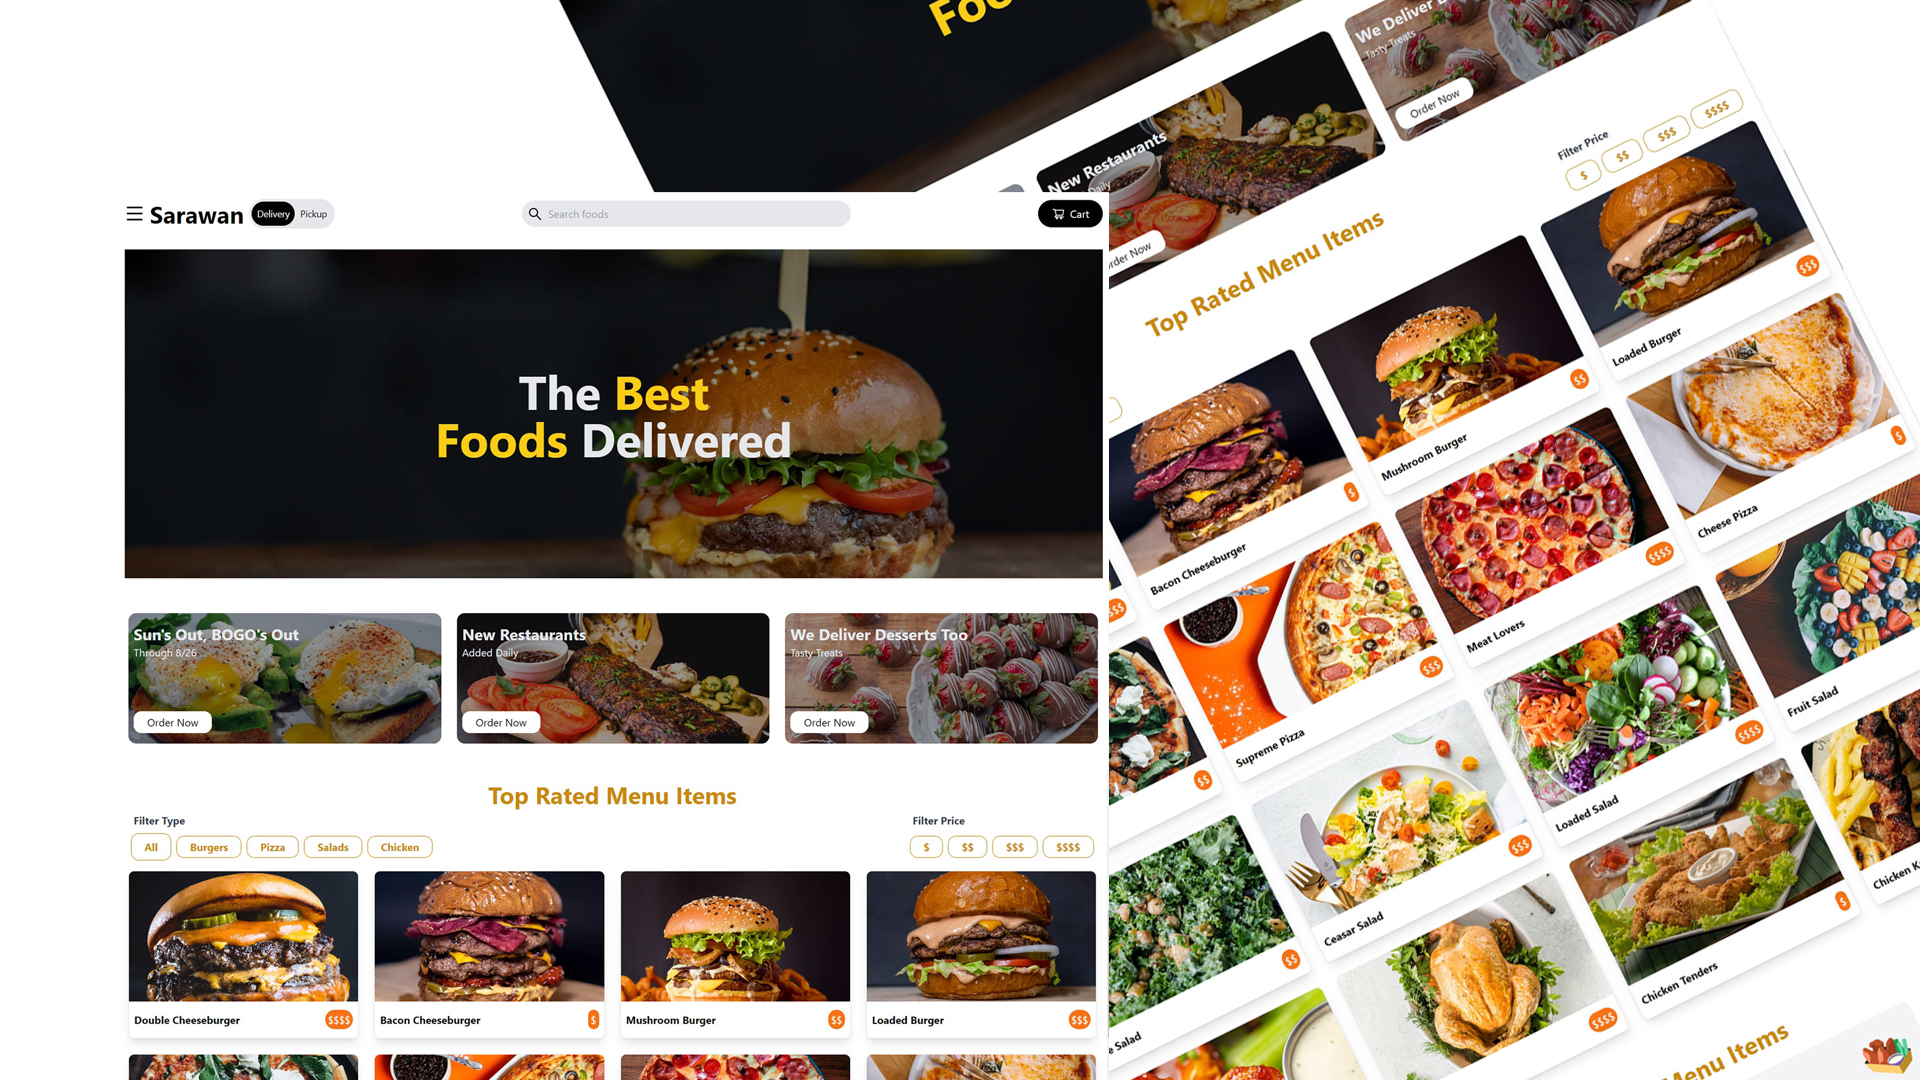 Sarawan
Delivery
Pickup
Search foods
Cart
The Best
Foods Delivered
Sun's Out, BOGO's Out
Through 8/26
Order Now
New Restaurants
Added Daily
Order Now
We Deliver Desserts Too
Tasty Treats
Order Now
Top Rated Menu Items
Filter Type
All
Burgers
Pizza
Salads
Chicken
Filter Price
$
$$
$$$
$$$$
Double Cheeseburger
$$$$
Bacon Cheeseburger
$
Mushroom Burger
$$
Loaded Burger
$$$
We Deliver
Tasty Treats
Order Now
New Restaurants
Daily
Now
Filter Price
$
$$
$$$
$$$$
Top Rated Menu Items
Bacon Cheeseburger
$
Mushroom Burger
$$
Loaded Burger
$$$
$$
Supreme Pizza
$$$
Meat Lovers
$$$$
Cheese Pizza
$
Salad
$$
Ceasar Salad
$$$
Loaded Salad
$$$$
Fruit Salad
$$$$
Chicken Tenders
$
Chicken
Menu Items